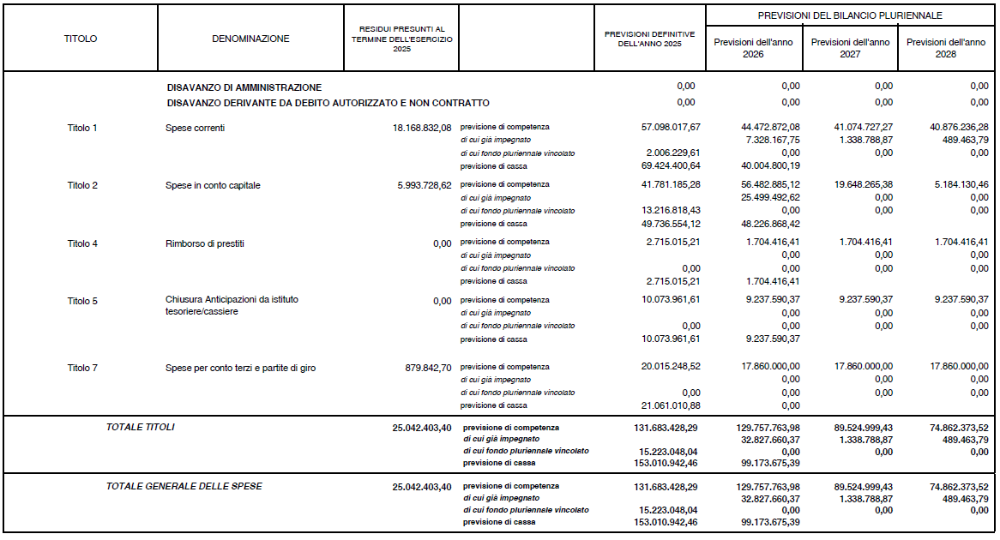 TITOLO DENOMINAZIONE RESIDUI PRESUNTI AL TERMINE DELL'ESERCIZIO 2025 PREVISIONI DEFINITIVE DELL'ANNO 2025 PREVISIONI DEL BILANCIO PLURIENNALE
Previsioni dell'anno 2026 Previsioni dell'anno 2027 Previsioni dell'anno 2028
DISAVANZO DI AMMINISTRAZIONE 0,00 0,00 0,00 0,00
DISAVANZO DERIVANTE DA DEBITO AUTORIZZATO E NON CONTRATTO 0,00 0,00 0,00 0,00
Titolo 1 Spese correnti 18.168.832,08 previsione di competenza 57.098.017,67 44.472.872,08 41.074.727,27 40.876.236,28
di cui già impegnato 7.328.167,75 1.338.788,87 489.463,79
di cui fondo pluriennale vincolato 2.006.229,61 0,00 0,00 0,00
previsione di cassa 69.424.400,64 40.004.800,19
Titolo 2 Spese in conto capitale 5.993.728,62 previsione di competenza 41.781.185,28 56.482.885,12 19.648.265,38 5.184.130,46
di cui già impegnato 25.499.492,62 0,00 0,00
di cui fondo pluriennale vincolato 13.216.818,43 0,00 0,00 0,00
previsione di cassa 49.736.554,12 48.226.868,42
Titolo 4 Rimborso di prestiti 0,00 previsione di competenza 2.715.015,21 1.704.416,41 1.704.416,41 1.704.416,41
di cui già impegnato 0,00 0,00 0,00
di cui fondo pluriennale vincolato 0,00 0,00 0,00 0,00
previsione di cassa 2.715.015,21 1.704.416,41
Titolo 5 Chiusura Anticipazioni da istituto tesoriere/cassiere 0,00 previsione di competenza 10.073.961,61 9.237.590,37 9.237.590,37 9.237.590,37
di cui già impegnato 0,00 0,00 0,00
di cui fondo pluriennale vincolato 0,00 0,00 0,00 0,00
previsione di cassa 10.073.961,61 9.237.590,37
Titolo 7 Spese per conto terzi e partite di giro 879.842,70 previsione di competenza 20.015.248,52 17.860.000,00 17.860.000,00 17.860.000,00
di cui già impegnato 0,00 0,00 0,00
di cui fondo pluriennale vincolato 0,00 0,00 0,00 0,00
previsione di cassa 21.061.010,88 0,00
TOTALE TITOLI 25.042.403,40 previsione di competenza 131.683.428,29 129.757.763,98 89.524.999,43 74.862.373,52
di cui già impegnato 32.827.660,37 1.338.788,87 489.463,79
di cui fondo pluriennale vincolato 15.223.048,04 0,00 0,00 0,00
previsione di cassa 153.010.942,46 99.173.675,39
TOTALE GENERALE DELLE SPESE 25.042.403,40 previsione di competenza 131.683.428,29 129.757.763,98 89.524.999,43 74.862.373,52
di cui già impegnato 32.827.660,37 1.338.788,87 489.463,79
di cui fondo pluriennale vincolato 15.223.048,04 0,00 0,00 0,00
previsione di cassa 153.010.942,46 99.173.675,39